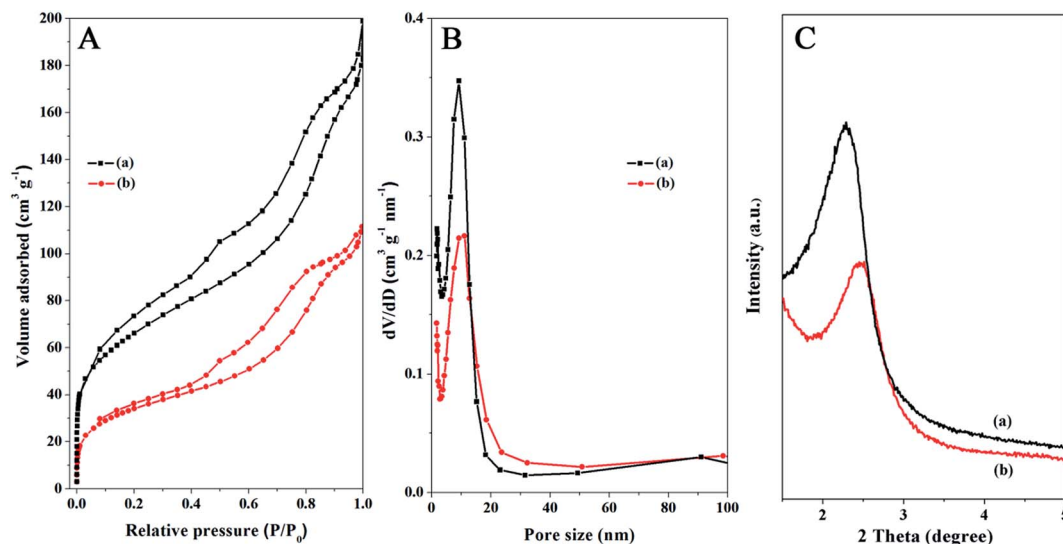 A
200
180
160
140
120
100
80
60
40
20
0
0.0
0.2
0.4
0.6
0.8
1.0
(a)
(b)
Volume adsorbed (cm³ g⁻¹)
Relative pressure (P/P₀)
B
0.4
0.3
0.2
0.1
0.0
0
20
40
60
80
100
(a)
(b)
dV/dD (cm³ g⁻¹ nm⁻¹)
Pore size (nm)
C
Intensity (a.u.)
(a)
(b)
2
3
4
5
2 Theta (degree)